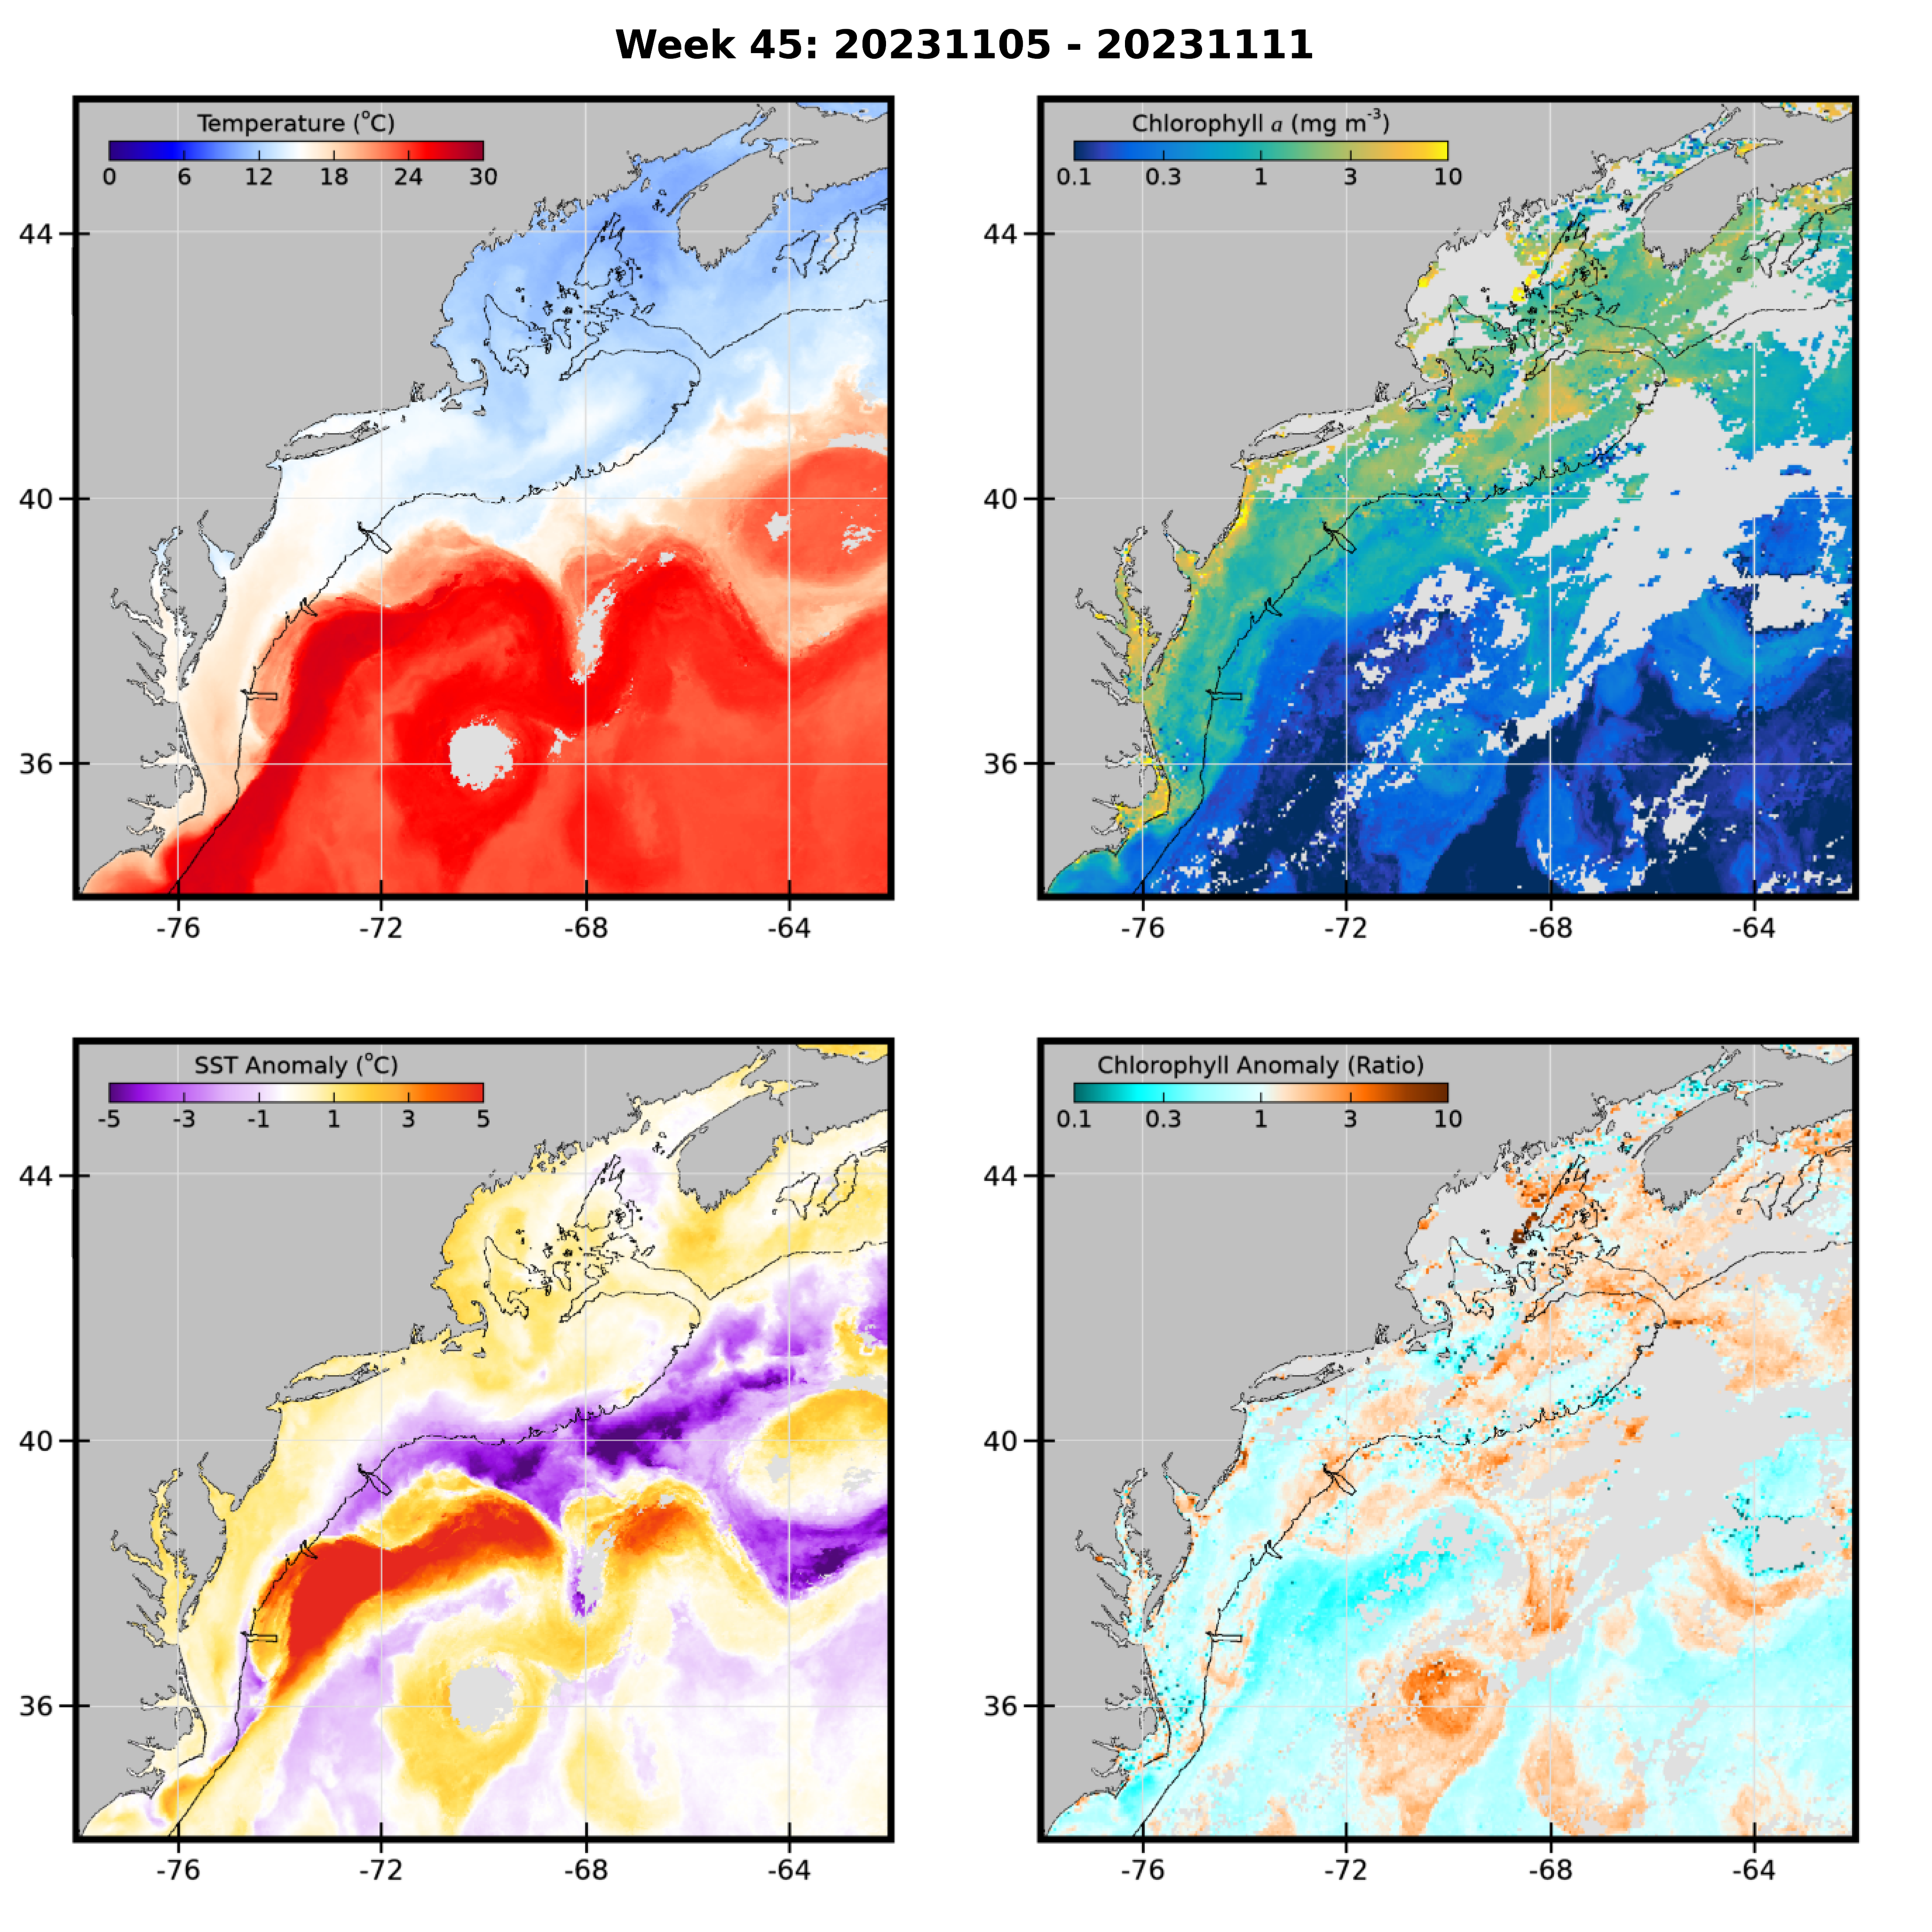 Week 45: 20231105 - 20231111
Temperature (°C)
0 6 12 18 24 30
44
40
36
-76 -72 -68 -64
Chlorophyll a (mg m⁻³)
0.1 0.3 1 3 10
44
40
36
-76 -72 -68 -64
SST Anomaly (°C)
-5 -3 -1 1 3 5
44
40
36
-76 -72 -68 -64
Chlorophyll Anomaly (Ratio)
0.1 0.3 1 3 10
44
40
36
-76 -72 -68 -64